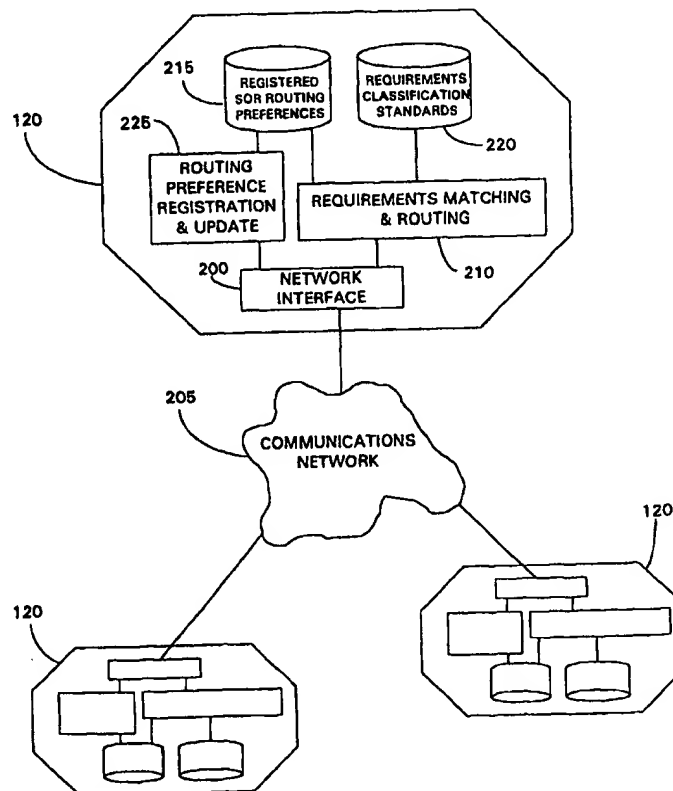 215
REGISTERED
SOR ROUTING
PREFERENCES
REQUIREMENTS
CLASSIFICATION
STANDARDS
225
120
220
ROUTING
PREFERENCE
REGISTRATION
& UPDATE
REQUIREMENTS MATCHING
& ROUTING
200
NETWORK
INTERFACE
210
205
COMMUNICATIONS
NETWORK
120
120